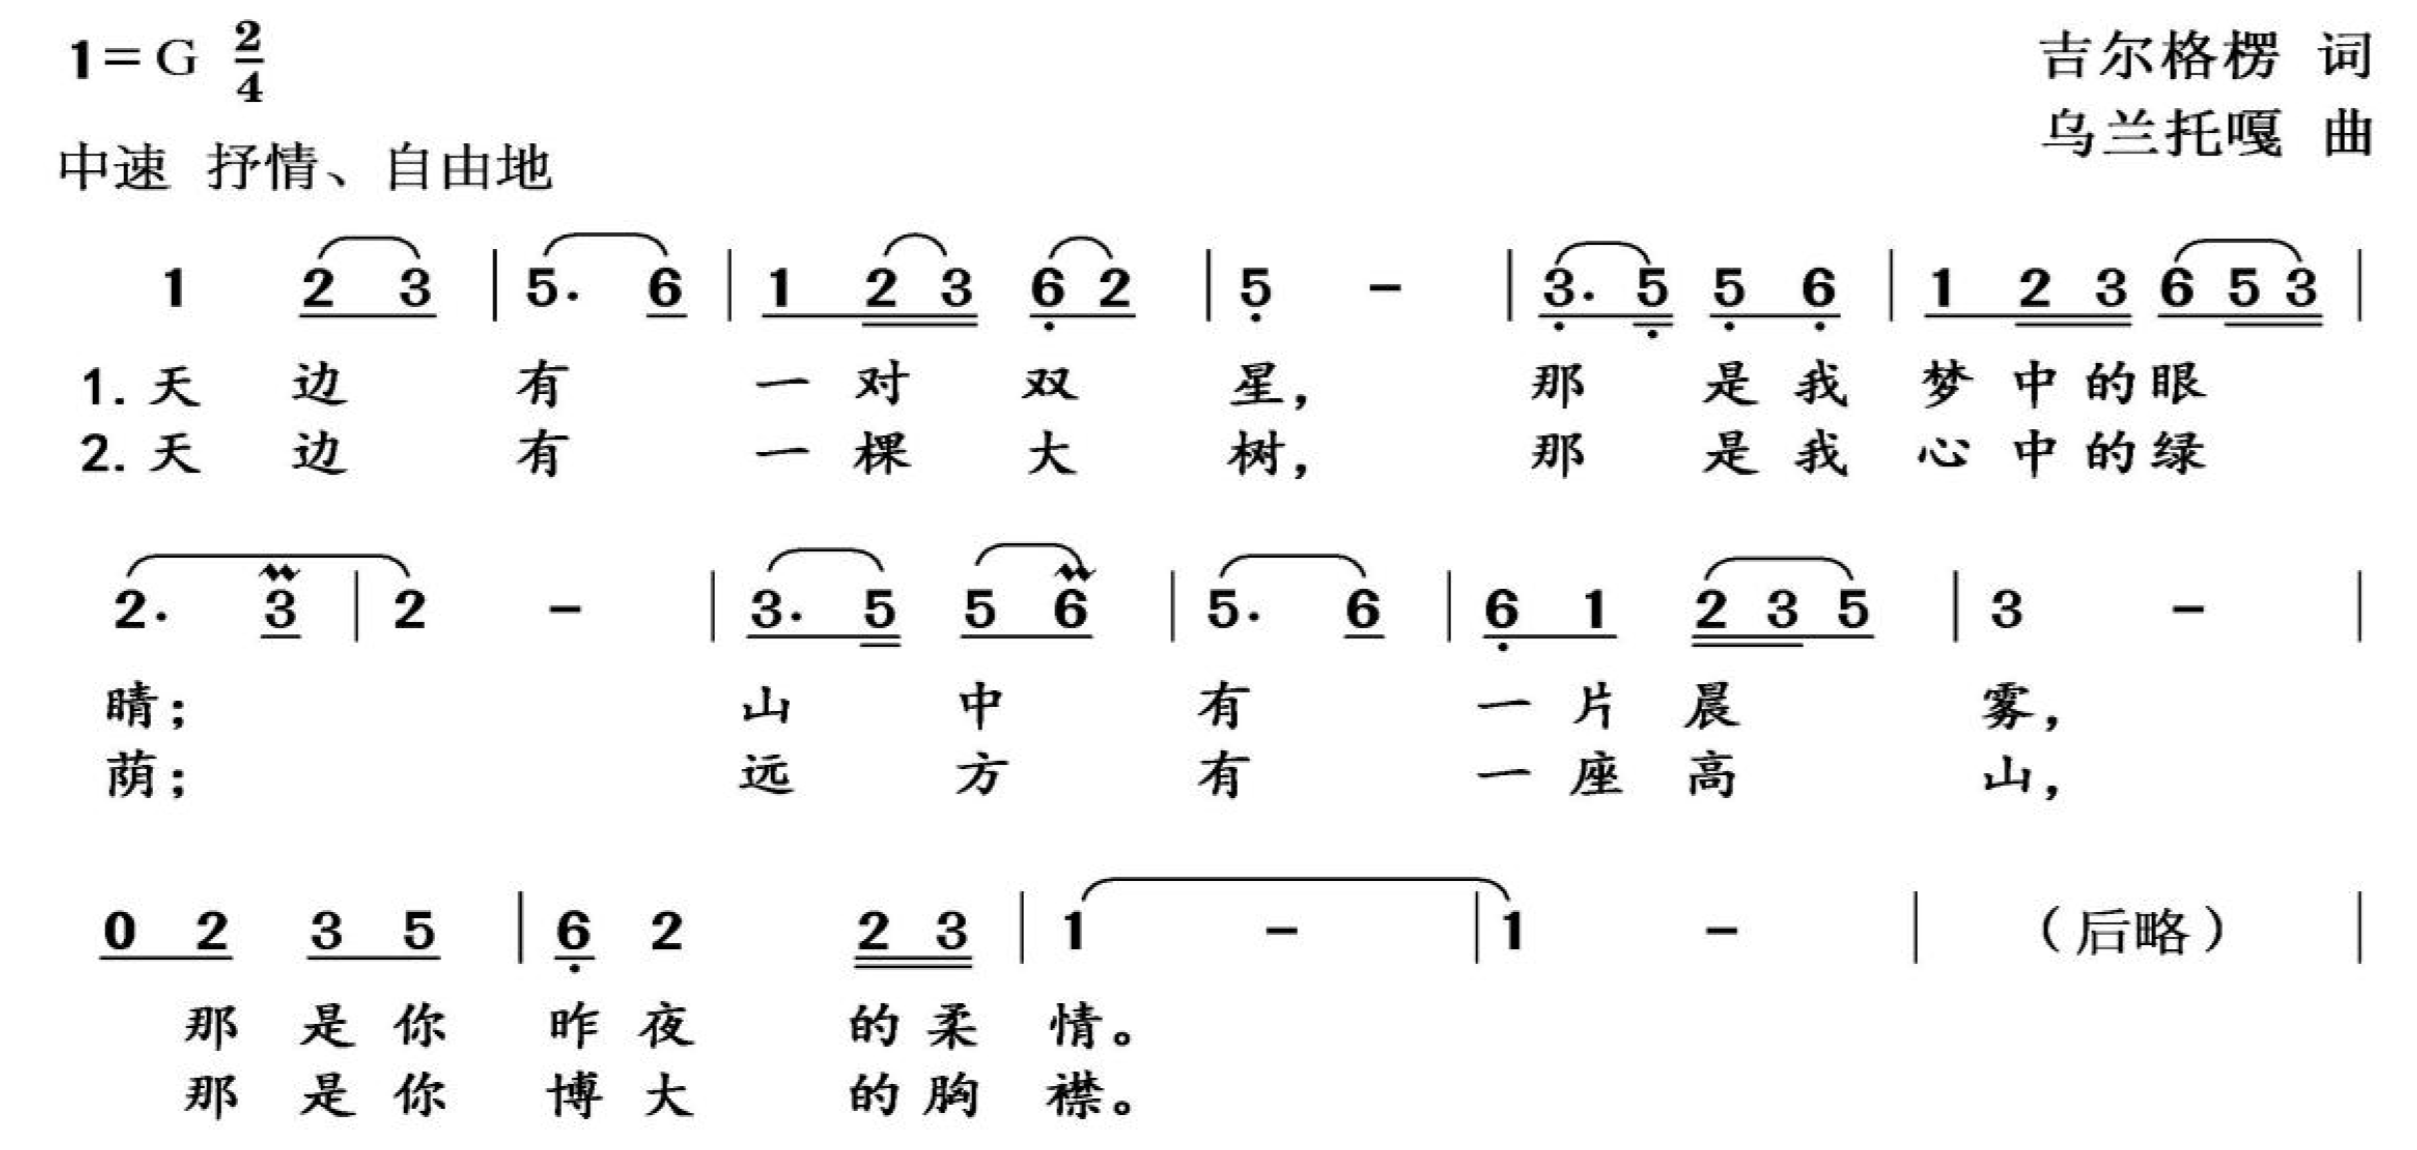 1=G 2/4
吉尔格楞 词
乌兰托嘎 曲
中速 抒情、自由地
1 2 3 | 5. 6 | 1 2 3 6̣ 2 | 5̣ - | 3̣. 5̣ 5̣ 6̣ | 1 2 3 6 5 3 |
1.天 边 有 一 对 双 星, 那 是 我 梦 中 的 眼
2.天 边 有 一 棵 大 树, 那 是 我 心 中 的 绿
2. 3 | 2 - | 3. 5 5 6 | 5. 6 | 6̣ 1 2 3 5 | 3 - |
睛; 山 中 有 一 片 晨 雾,
荫; 远 方 有 一 座 高 山,
0 2 3 5 | 6̣ 2 2 3 | 1 - | 1 - | （后略） |
那 是 你 昨 夜 的 柔 情。
那 是 你 博 大 的 胸 襟。